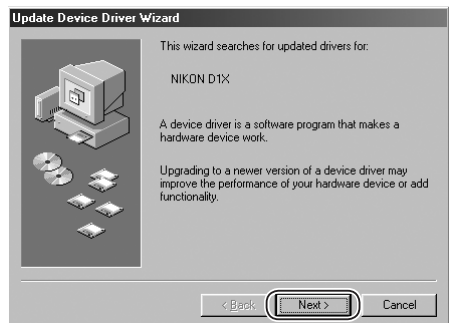 Update Device Driver Wizard
This wizard searches for updated drivers for:
NIKON D1X
A device driver is a software program that makes a
hardware device work.
Upgrading to a newer version of a device driver may
improve the performance of your hardware device or add
functionality.
< Back
Next >
Cancel